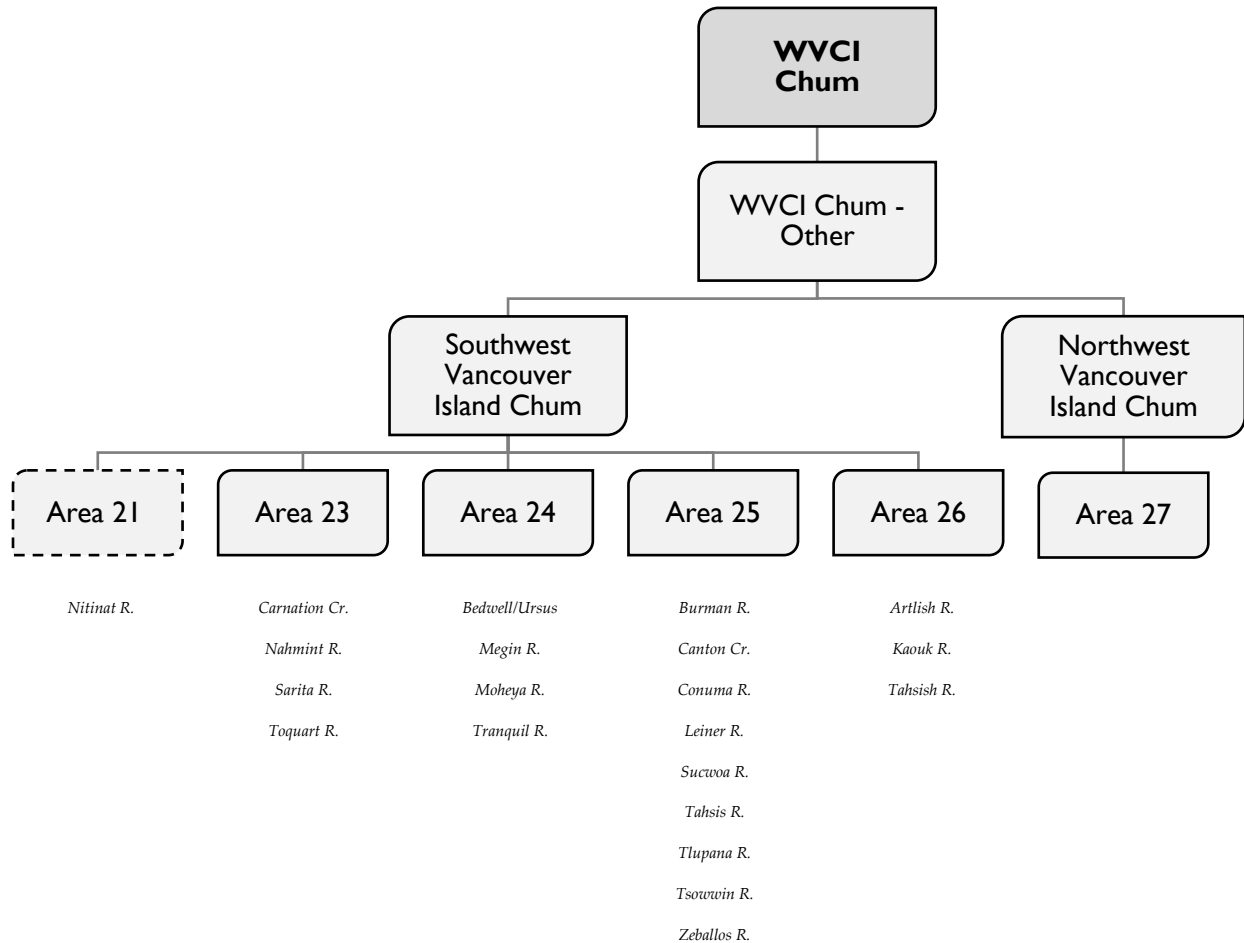 WVCI
Chum
WVCI Chum -
Other
Southwest
Vancouver
Island Chum
Northwest
Vancouver
Island Chum
Area 21
Area 23
Area 24
Area 25
Area 26
Area 27
Nitinat R.
Carnation Cr.
Nahmint R.
Sarita R.
Toquart R.
Bedwell/Ursus
Megin R.
Moheya R.
Tranquil R.
Burman R.
Canton Cr.
Conuma R.
Leiner R.
Sucwoa R.
Tahsis R.
Tlupana R.
Tsowwin R.
Zeballos R.
Artlish R.
Kaouk R.
Tahsish R.